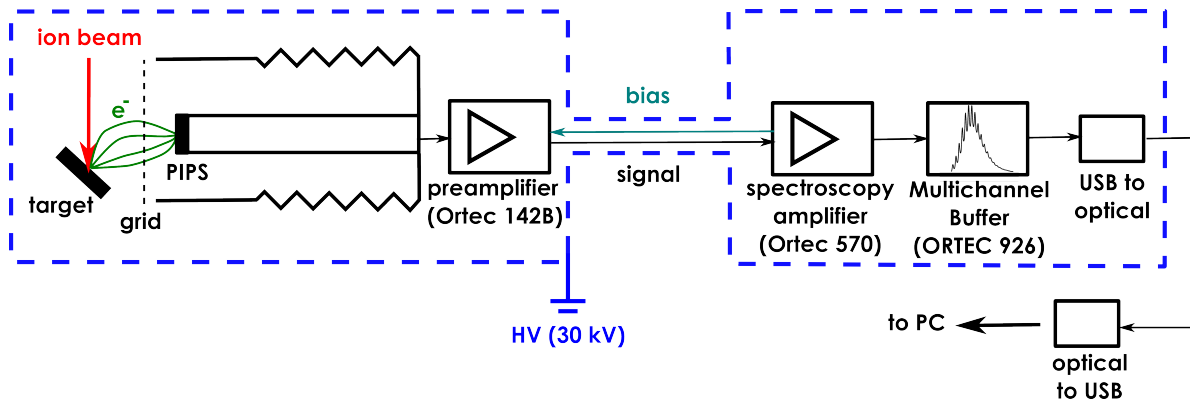 ion beam
e-
PIPS
target
grid
preamplifier
(Ortec 142B)
HV (30 kV)
bias
signal
spectroscopy
amplifier
(Ortec 570)
Multichannel
Buffer
(ORTEC 926)
USB to
optical
to PC
optical
to USB